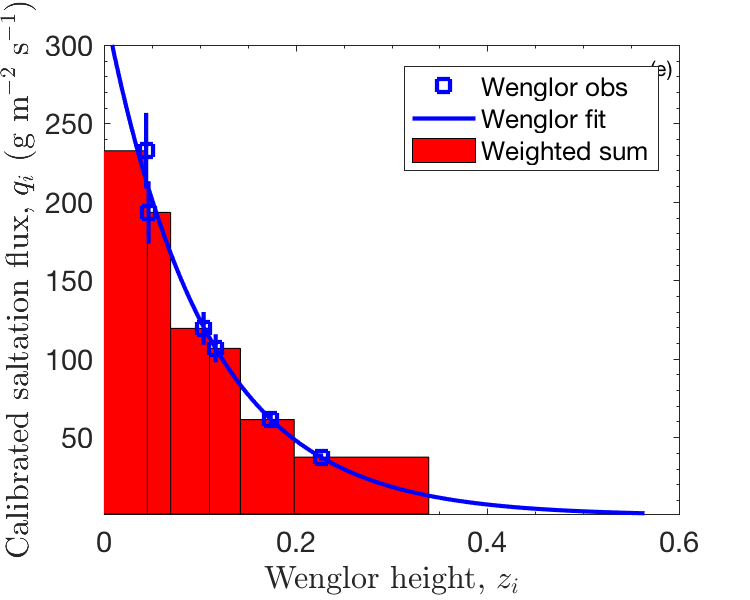 Calibrated saltation flux, qᵢ (g m⁻² s⁻¹)
300
250
200
150
100
50
(e)
Wenglor obs
Wenglor fit
Weighted sum
0
0.2
0.4
0.6
Wenglor height, zᵢ